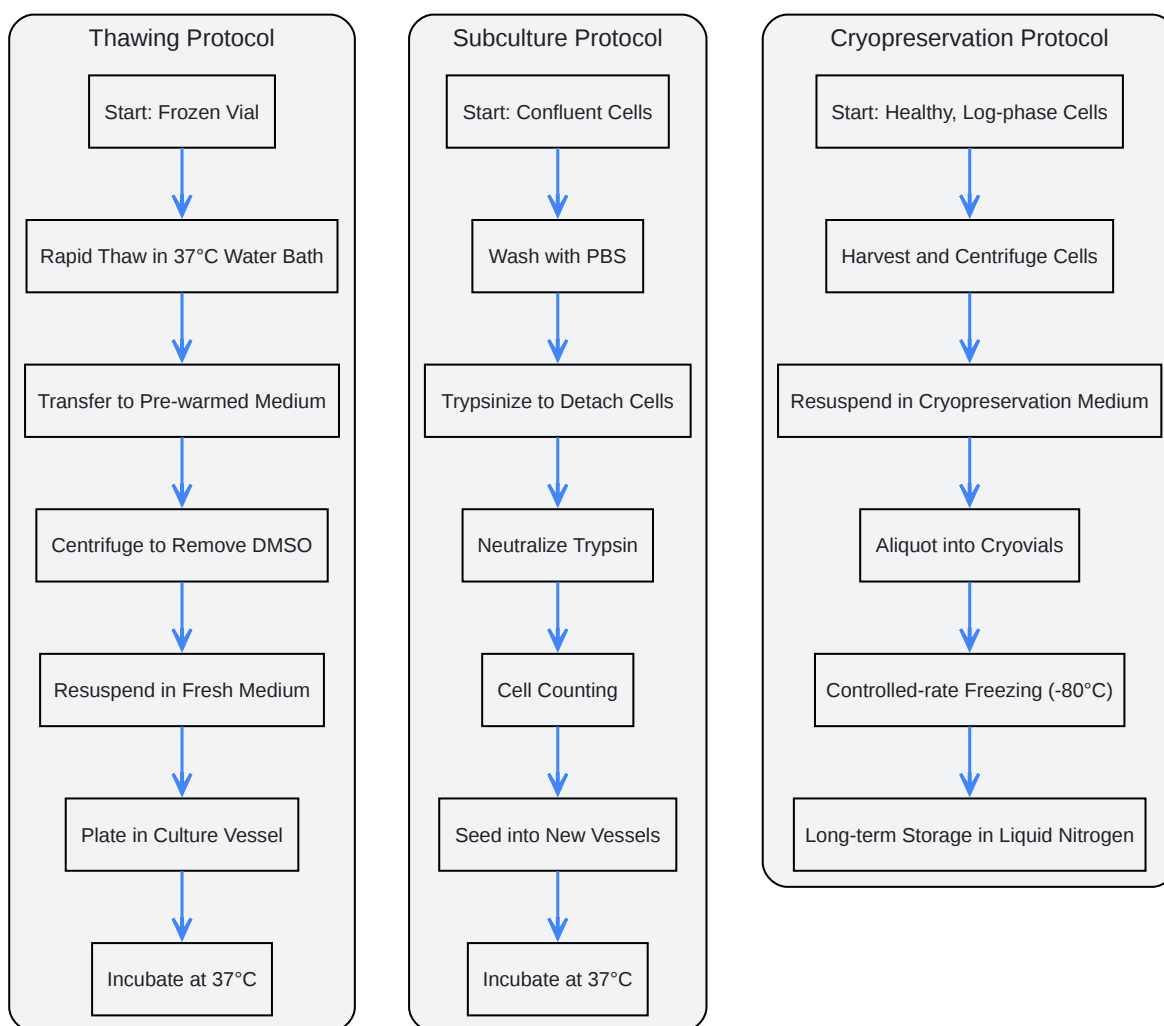 Thawing Protocol
Start: Frozen Vial
Rapid Thaw in 37°C Water Bath
Transfer to Pre-warmed Medium
Centrifuge to Remove DMSO
Resuspend in Fresh Medium
Plate in Culture Vessel
Incubate at 37°C
Subculture Protocol
Start: Confluent Cells
Wash with PBS
Trypsinize to Detach Cells
Neutralize Trypsin
Cell Counting
Seed into New Vessels
Incubate at 37°C
Cryopreservation Protocol
Start: Healthy, Log-phase Cells
Harvest and Centrifuge Cells
Resuspend in Cryopreservation Medium
Aliquot into Cryovials
Controlled-rate Freezing (-80°C)
Long-term Storage in Liquid Nitrogen